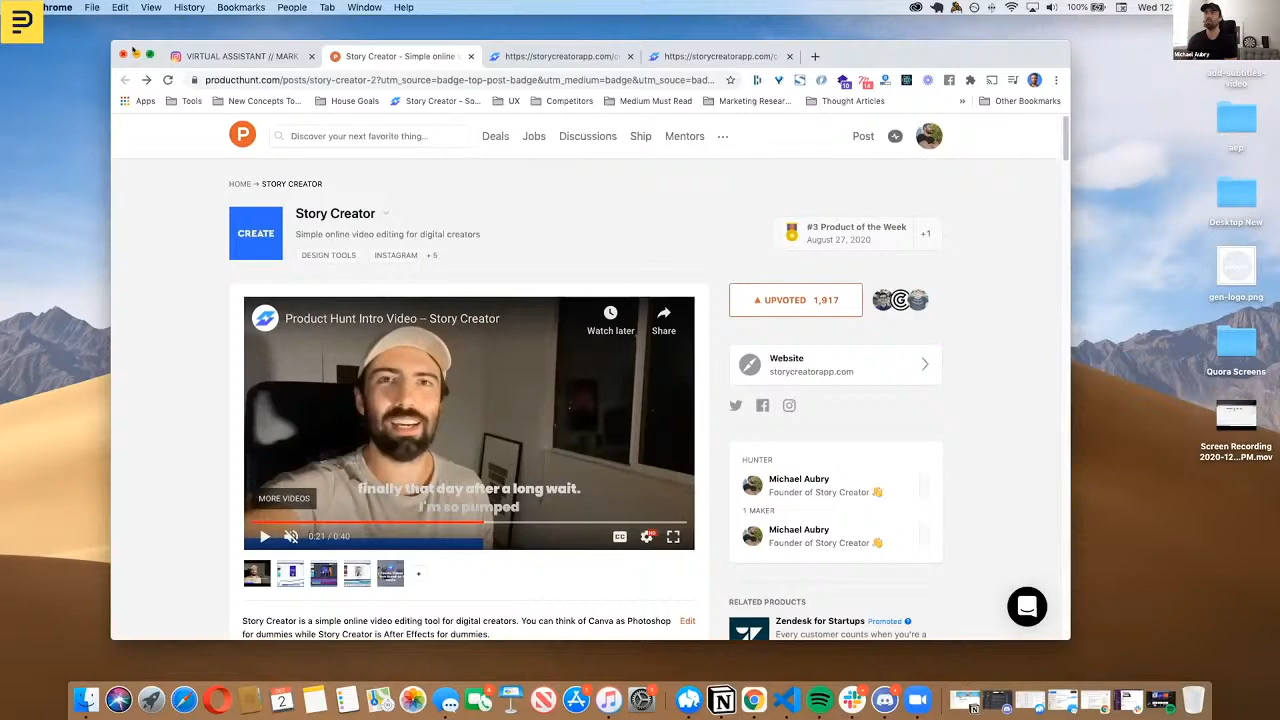 hrome File Edit View History Bookmarks People Tab Window Help
100% Wed 12:
Michael Aubry
VIRTUAL ASSISTANT // MARK
Story Creator - Simple online
https://storycreatorapp.com/c
https://storycreatorapp.com/c
producthunt.com/posts/story-creator-2?utm_source=badge-top-post-badge&utm_medium=badge&utm_souce=bad...
Apps Tools New Concepts To... House Goals Story Creator - So... UX Competitors Medium Must Read Marketing Resear... Thought Articles » Other Bookmarks
Discover your next favorite thing...
Deals Jobs Discussions Ship Mentors ···
Post
HOME → STORY CREATOR
CREATE
Story Creator
Simple online video editing for digital creators
DESIGN TOOLS INSTAGRAM + 5
#3 Product of the Week
August 27, 2020
+1
Product Hunt Intro Video – Story Creator
Watch later
Share
finally that day after a long wait.
I'm so pumped
MORE VIDEOS
0:21 / 0:40
CC
HD
UPVOTED 1,917
Website
storycreatorapp.com
HUNTER
Michael Aubry
Founder of Story Creator 👋
1 MAKER
Michael Aubry
Founder of Story Creator 👋
RELATED PRODUCTS
Zendesk for Startups Promoted
Every customer counts when you're a
Story Creator is a simple online video editing tool for digital creators. You can think of Canva as Photoshop
for dummies while Story Creator is After Effects for dummies.
Edit
add-subtitles-
video
aep
Desktop New
gen-logo.png
Quora Screens
Screen Recording
2020-12...PM.mov